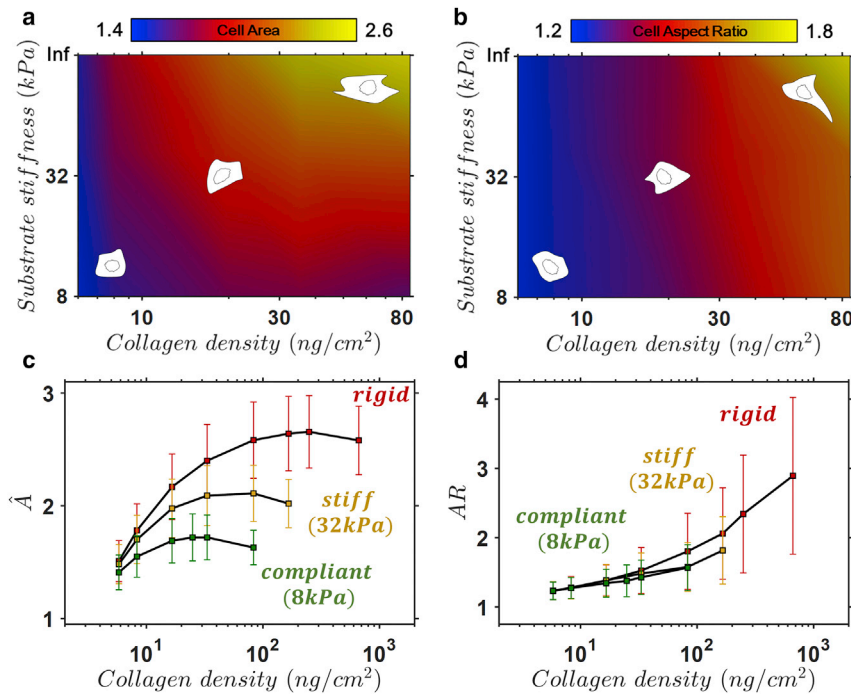 a
1.4 Cell Area 2.6
Substrate stiffness (kPa)
Inf
32
8
10 30 80
Collagen density (ng/cm²)
b
1.2 Cell Aspect Ratio 1.8
Substrate stiffness (kPa)
Inf
32
8
10 30 80
Collagen density (ng/cm²)
c
Â
3
2
1
rigid
stiff
(32kPa)
compliant
(8kPa)
10¹ 10² 10³
Collagen density (ng/cm²)
d
AR
4
3
2
1
rigid
stiff
(32kPa)
compliant
(8kPa)
10¹ 10² 10³
Collagen density (ng/cm²)